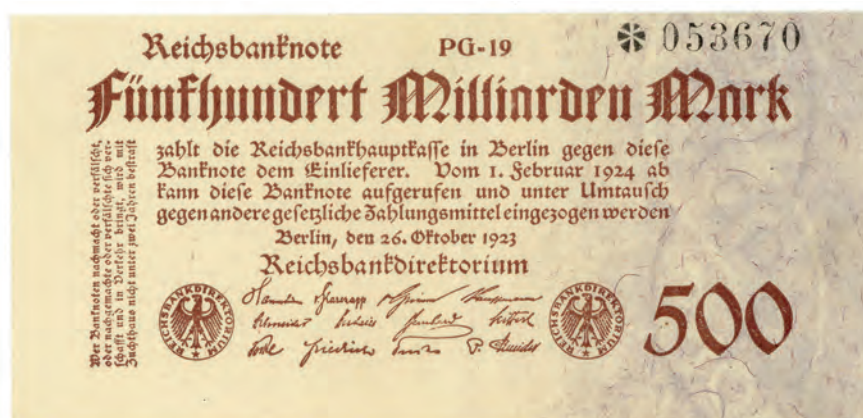 Reichsbanknote PG-19 * 053670
Fünfhundert Milliarden Mark
zahlt die Reichsbankhauptkasse in Berlin gegen diese
Banknote dem Einlieferer. Vom 1. Februar 1924 ab
kann diese Banknote aufgerufen und unter Umtausch
gegen andere gesetzliche Zahlungsmittel eingezogen werden
Berlin, den 26. Oktober 1923
Reichsbankdirektorium
Wer Banknoten nachmacht oder verfälscht,
oder nachgemachte oder verfälschte sich ver-
schafft und in Verkehr bringt, wird mit
Zuchthaus nicht unter zwei Jahren bestraft
REICHSBANKDIREKTORIUM
Schneider
Friedrich P. Schneider
REICHSBANKDIREKTORIUM
500